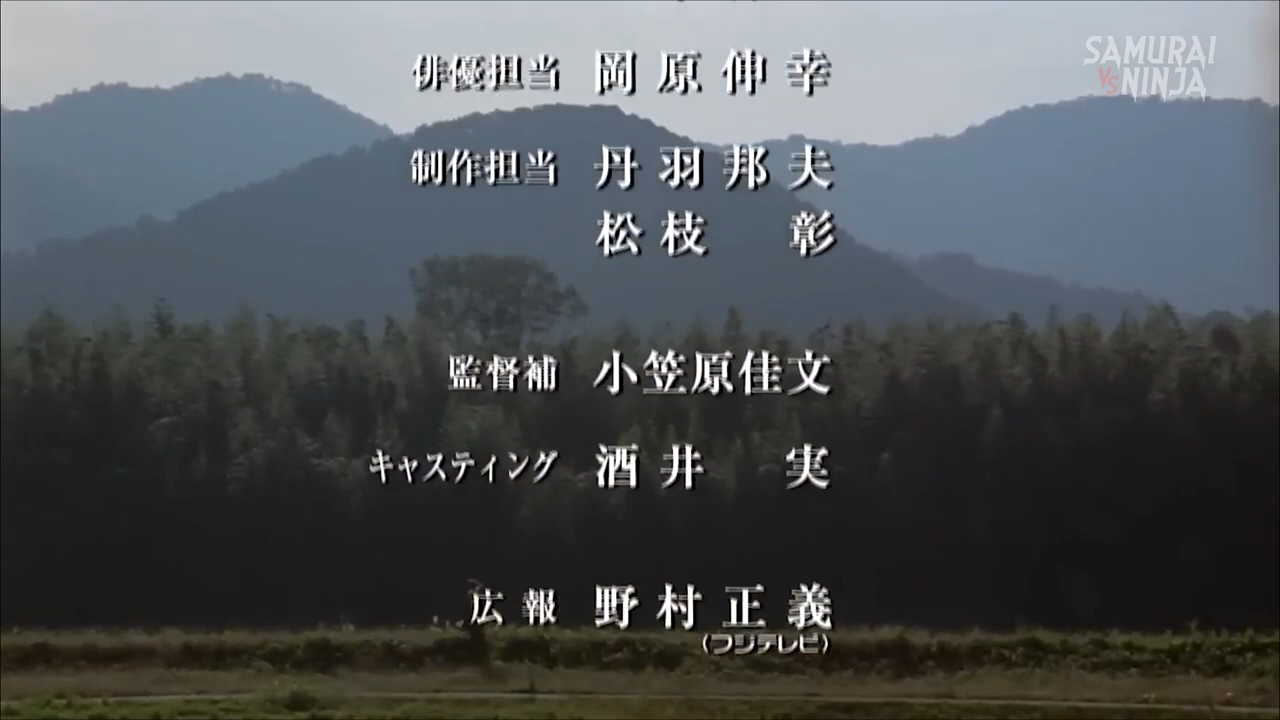 SAMURAI
VS NINJA
俳優担当 岡原伸幸
制作担当 丹羽邦夫
松枝 彰
監督補 小笠原佳文
キャスティング 酒井 実
広報 野村正義
(フジテレビ)